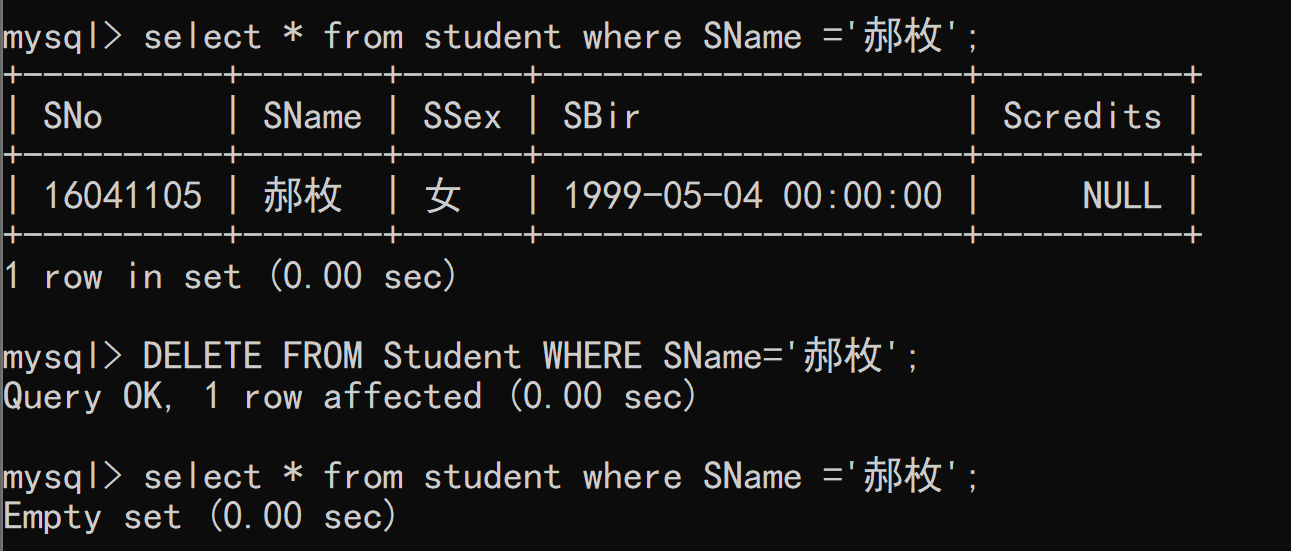 mysql> select * from student where SName ='郝枚';
+----------+-------+------+---------------------+----------+
| SNo      | SName | SSex | SBir                | Scredits |
+----------+-------+------+---------------------+----------+
| 16041105 | 郝枚  | 女   | 1999-05-04 00:00:00 |     NULL |
+----------+-------+------+---------------------+----------+
1 row in set (0.00 sec)
mysql> DELETE FROM Student WHERE SName='郝枚';
Query OK, 1 row affected (0.00 sec)
mysql> select * from student where SName ='郝枚';
Empty set (0.00 sec)